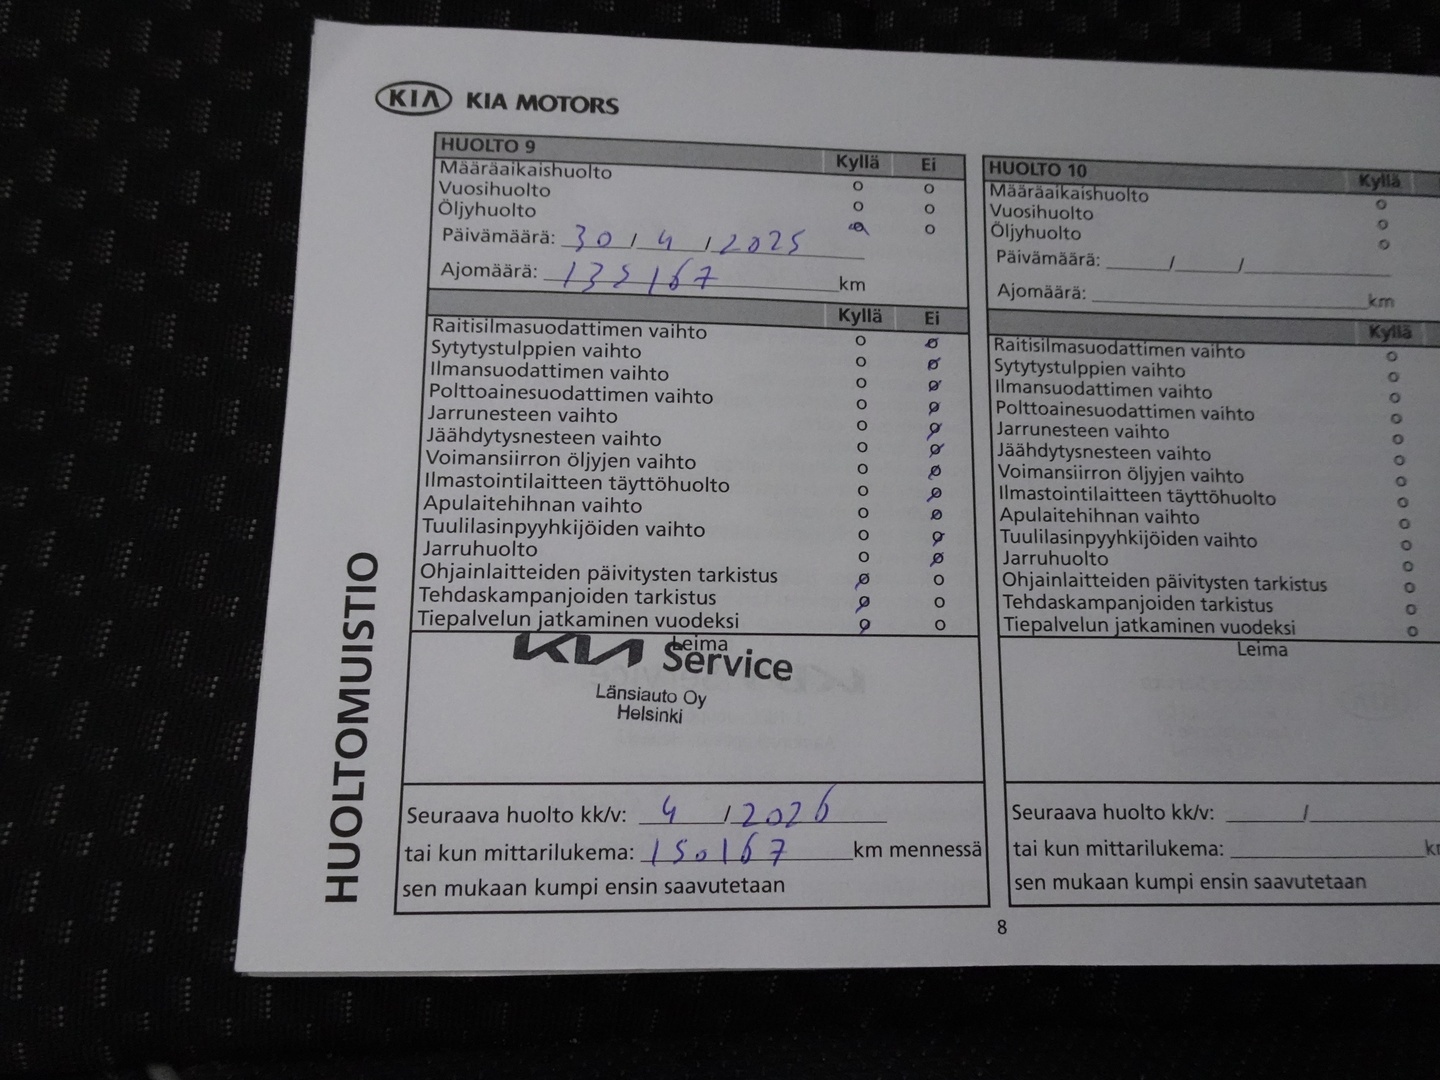 KIA KIA MOTORS
HUOLTO 9 Kyllä Ei
Määräaikaishuolto o o
Vuosihuolto o o
Öljyhuolto o o
Päivämäärä: 30 / 4 / 2025
Ajomäärä: 135167 km
Kyllä Ei
Raitisilmasuodattimen vaihto
Sytytystulppien vaihto
Ilmansuodattimen vaihto
Polttoainesuodattimen vaihto
Jarrunesteen vaihto
Jäähdytysnesteen vaihto
Voimansiirron öljyjen vaihto
Ilmastointilaitteen täyttöhuolto
Apulaitehihnan vaihto
Tuulilasinpyyhkijöiden vaihto
Jarruhuolto
Ohjainlaitteiden päivitysten tarkistus
Tehdaskampanjoiden tarkistus
Tiepalvelun jatkaminen vuodeksi
Leima
KIA Service
Länsiauto Oy
Helsinki
Seuraava huolto kk/v: 4 / 2026
tai kun mittarilukema: 150167 km mennessä
sen mukaan kumpi ensin saavutetaan
HUOLTO 10 Kyllä
Määräaikaishuolto
Vuosihuolto
Öljyhuolto
Päivämäärä: / /
Ajomäärä: km
Kyllä
Raitisilmasuodattimen vaihto
Sytytystulppien vaihto
Ilmansuodattimen vaihto
Polttoainesuodattimen vaihto
Jarrunesteen vaihto
Jäähdytysnesteen vaihto
Voimansiirron öljyjen vaihto
Ilmastointilaitteen täyttöhuolto
Apulaitehihnan vaihto
Tuulilasinpyyhkijöiden vaihto
Jarruhuolto
Ohjainlaitteiden päivitysten tarkistus
Tehdaskampanjoiden tarkistus
Tiepalvelun jatkaminen vuodeksi
Leima
Seuraava huolto kk/v: /
tai kun mittarilukema:
sen mukaan kumpi ensin saavutetaan
HUOLTOMUISTIO
8